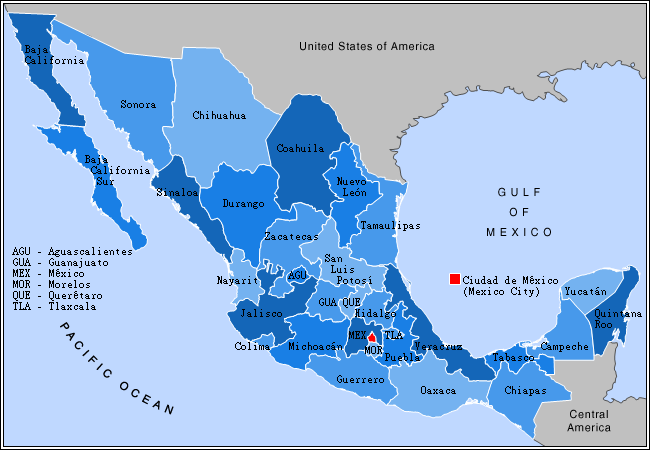 United States of America
Baja
California
Sonora
Chihuahua
Coahuila
Baja
California
Sur
Sinaloa
Durango
Nuevo
León
Tamaulipas
GULF
OF
MEXICO
Zacatecas
San
Luis
Potosí
AGU - Aguascalientes
GUA - Guanajuato
MEX - México
MOR - Morelos
QUE - Querétaro
TLA - Tlaxcala
Nayarit
AGU
GUA
QUE
Hidalgo
Jalisco
Colima
Michoacán
MEX
MOR
TLA
Puebla
Veracruz
Guerrero
Oaxaca
Tabasco
Chiapas
Campeche
Yucatán
Quintana
Roo
Ciudad de México
(Mexico City)
PACIFIC OCEAN
Central
America